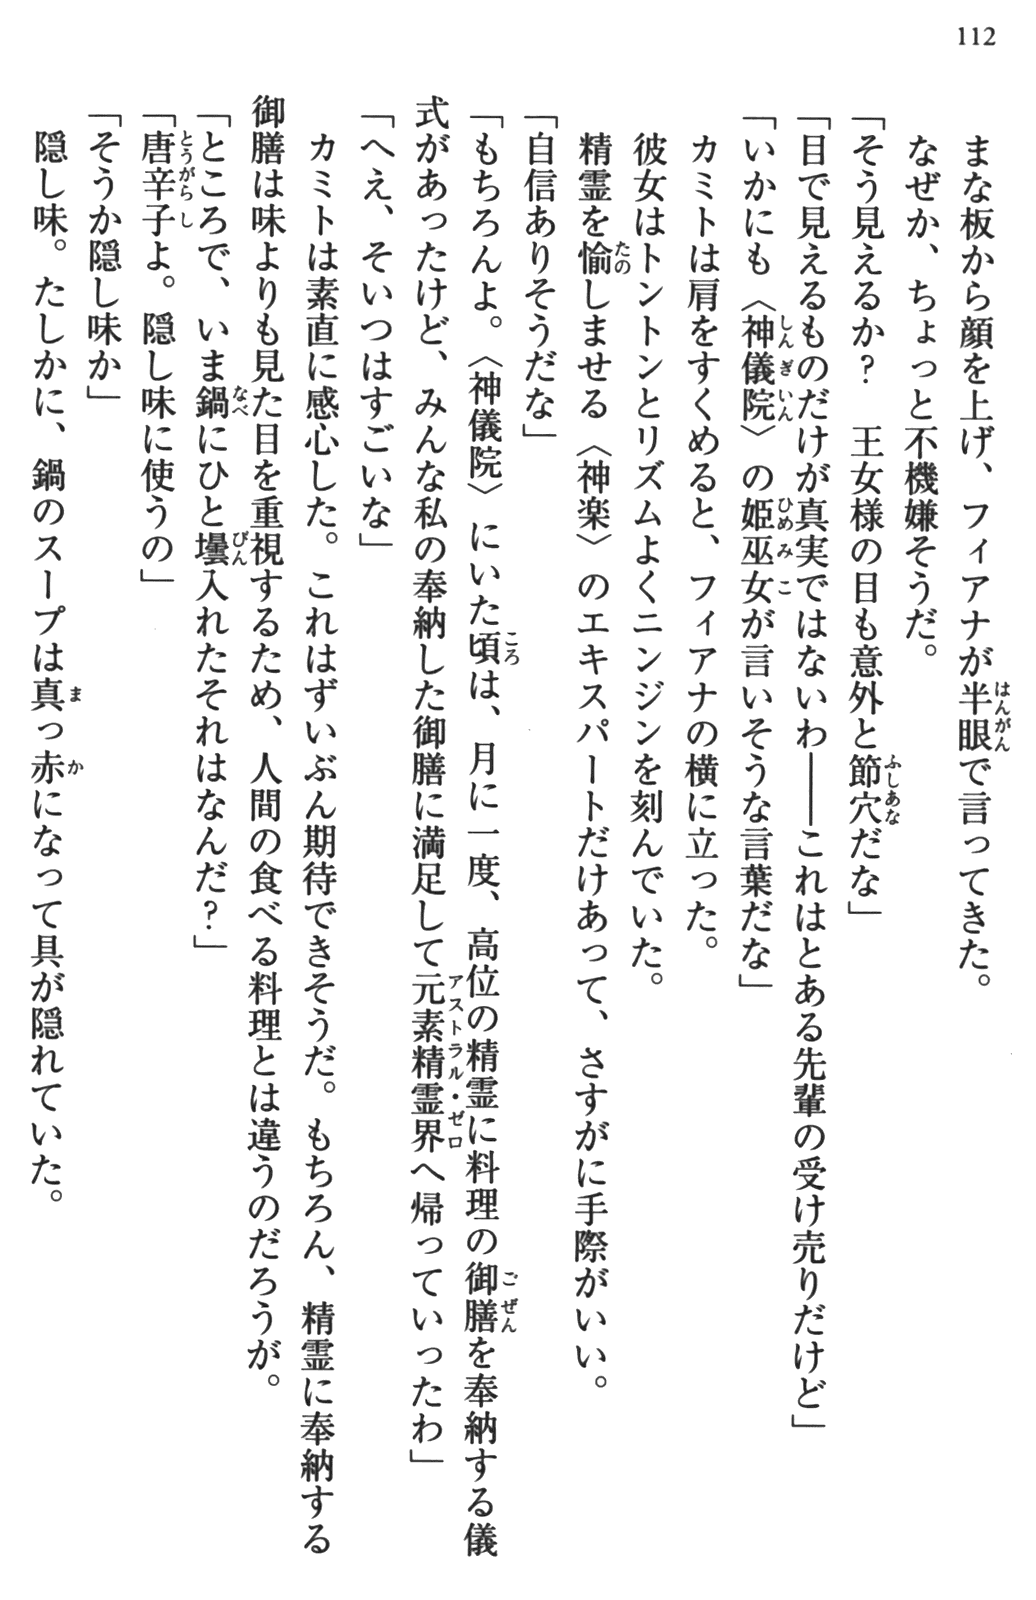 112
まな板から顔を上げ、フィアナが半眼で言ってきた。
なぜか、ちょっと不機嫌そうだ。
「そう見えるか？　王女様の目も意外と節穴だな」
「目で見えるものだけが真実ではないわ――これはとある先輩の受け売りだけど」
「いかにも〈神儀院〉の姫巫女が言いそうな言葉だな」
カミトは肩をすくめると、フィアナの横に立った。
彼女はトントンとリズムよくニンジンを刻んでいた。
精霊を愉しませる〈神楽〉のエキスパートだけあって、さすがに手際がいい。
「自信ありそうだな」
「もちろんよ。〈神儀院〉にいた頃は、月に一度、高位の精霊に料理の御膳を奉納する儀
式があったけど、みんな私の奉納した御膳に満足して元素精霊界へ帰っていったわ」
「へえ、そいつはすごいな」
カミトは素直に感心した。これはずいぶん期待できそうだ。もちろん、精霊に奉納する
御膳は味よりも見た目を重視するため、人間の食べる料理とは違うのだろうが。
「ところで、いま鍋にひと壜入れたそれはなんだ？」
「唐辛子よ。隠し味に使うの」
「そうか隠し味か」
隠し味。たしかに、鍋のスープは真っ赤になって具が隠れていた。